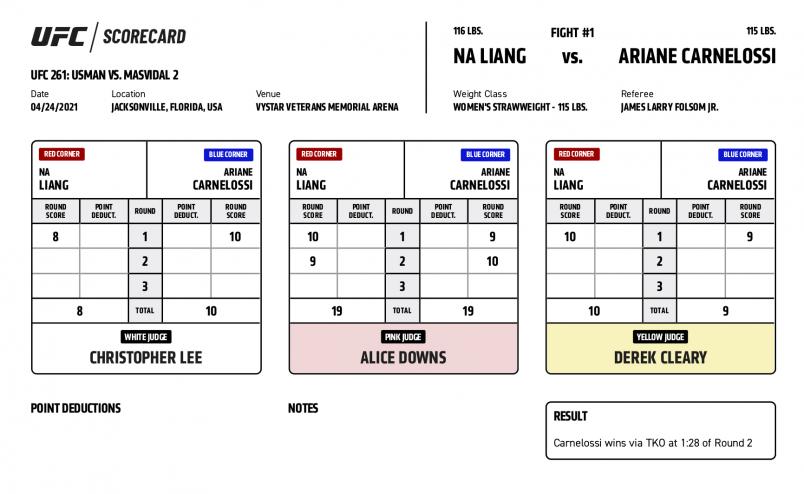 UFC / SCORECARD
UFC 261: USMAN VS. MASVIDAL 2
Date Location Venue
04/24/2021 JACKSONVILLE, FLORIDA, USA VYSTAR VETERANS MEMORIAL ARENA
116 LBS. FIGHT #1 115 LBS.
NA LIANG vs. ARIANE CARNELOSSI
Weight Class Referee
WOMEN'S STRAWWEIGHT - 115 LBS. JAMES LARRY FOLSOM JR.
RED CORNER BLUE CORNER
NA ARIANE
LIANG CARNELOSSI
ROUND POINT ROUND POINT ROUND
SCORE DEDUCT. DEDUCT. SCORE
8 1 10
2
3
8 TOTAL 10
WHITE JUDGE
CHRISTOPHER LEE
RED CORNER BLUE CORNER
NA ARIANE
LIANG CARNELOSSI
ROUND POINT ROUND POINT ROUND
SCORE DEDUCT. DEDUCT. SCORE
10 1 9
9 2 10
3
19 TOTAL 19
PINK JUDGE
ALICE DOWNS
RED CORNER BLUE CORNER
NA ARIANE
LIANG CARNELOSSI
ROUND POINT ROUND POINT ROUND
SCORE DEDUCT. DEDUCT. SCORE
10 1 9
2
3
10 TOTAL 9
YELLOW JUDGE
DEREK CLEARY
POINT DEDUCTIONS
NOTES
RESULT
Carnelossi wins via TKO at 1:28 of Round 2